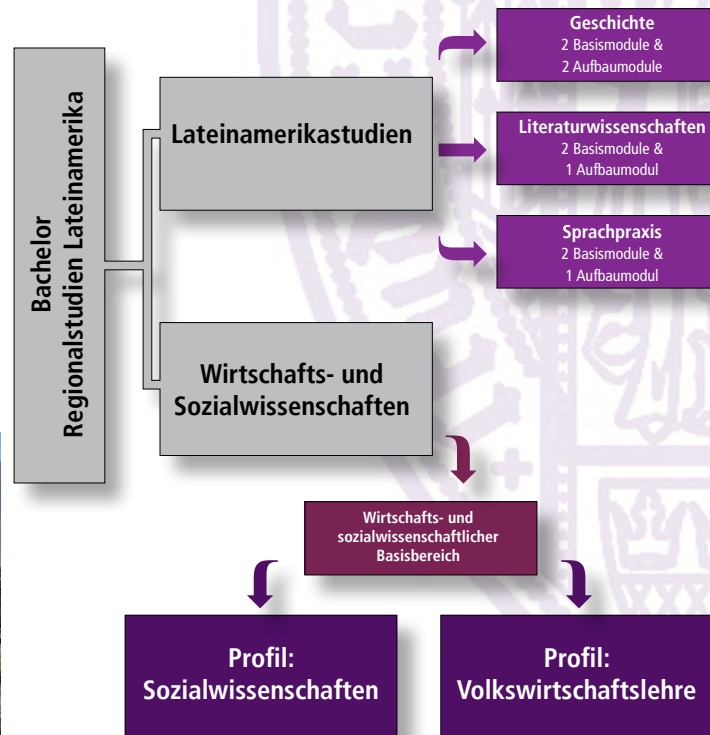 Bachelor
Regionalstudien Lateinamerika
Lateinamerikastudien
Geschichte
2 Basismodule &
2 Aufbaumodule
Literaturwissenschaften
2 Basismodule &
1 Aufbaumodul
Sprachpraxis
2 Basismodule &
1 Aufbaumodul
Wirtschafts- und
Sozialwissenschaften
Wirtschafts- und
sozialwissenschaftlicher
Basisbereich
Profil:
Sozialwissenschaften
Profil:
Volkswirtschaftslehre